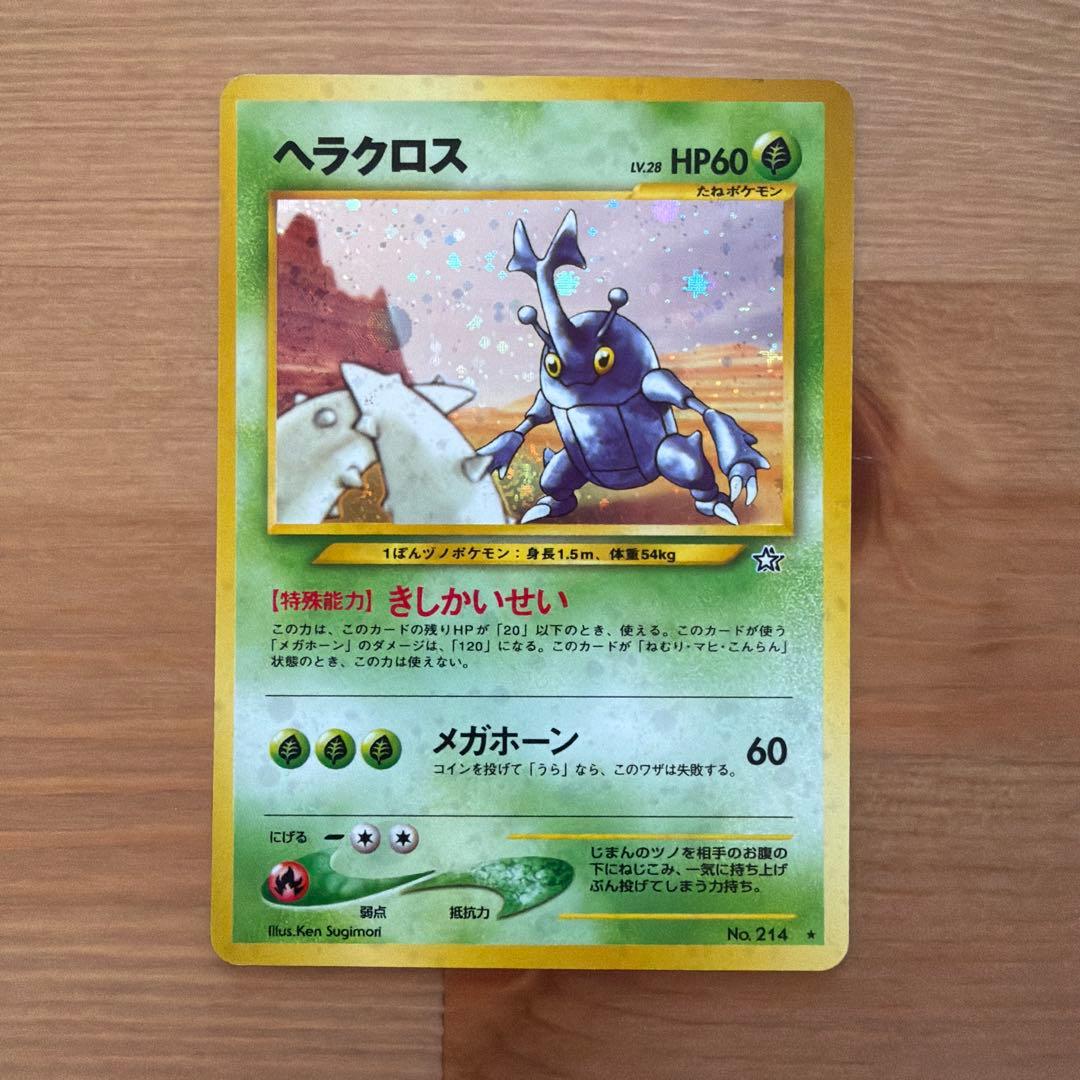 ヘラクロス
LV.28 HP60
たねポケモン
1ぽんヅノポケモン：身長1.5m、体重54kg
【特殊能力】きしかいせい
この力は、このカードの残りHPが「20」以下のとき、使える。このカードが使う
「メガホーン」のダメージは、「120」になる。このカードが「ねむり・マヒ・こんらん」
状態のとき、この力は使えない。
メガホーン 60
コインを投げて「うら」なら、このワザは失敗する。
にげる
じまんのツノを相手のお腹の
下にねじこみ、一気に持ち上げ
ぶん投げてしまう力持ち。
弱点 抵抗力
Illus.Ken Sugimori
No. 214 ★